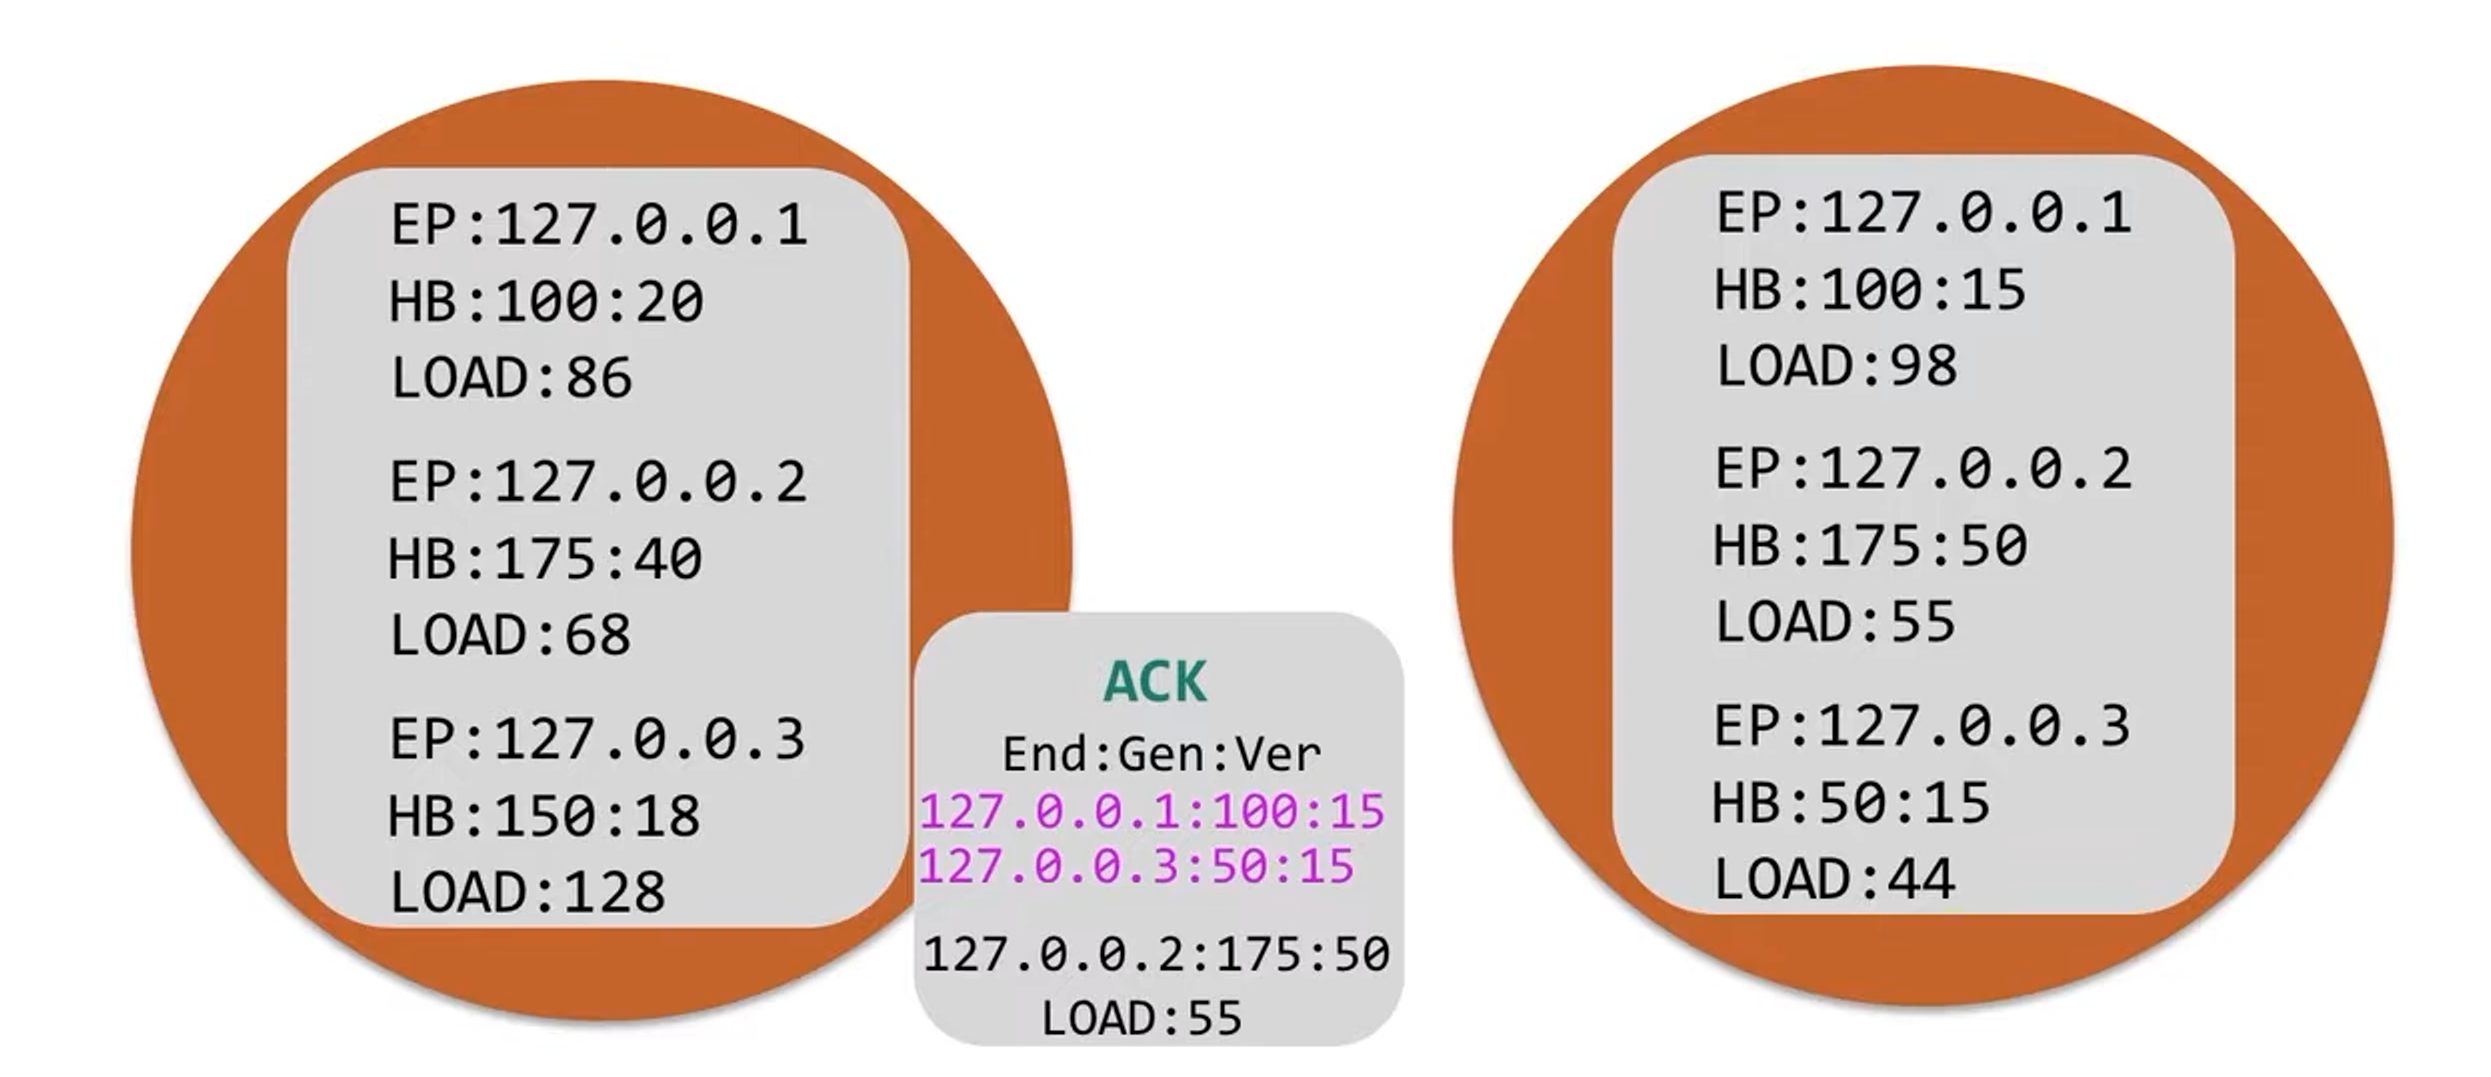 EP:127.0.0.1
HB:100:20
LOAD:86
EP:127.0.0.2
HB:175:40
LOAD:68
EP:127.0.0.3
HB:150:18
LOAD:128
ACK
End:Gen:Ver
127.0.0.1:100:15
127.0.0.3:50:15
127.0.0.2:175:50
LOAD:55
EP:127.0.0.1
HB:100:15
LOAD:98
EP:127.0.0.2
HB:175:50
LOAD:55
EP:127.0.0.3
HB:50:15
LOAD:44